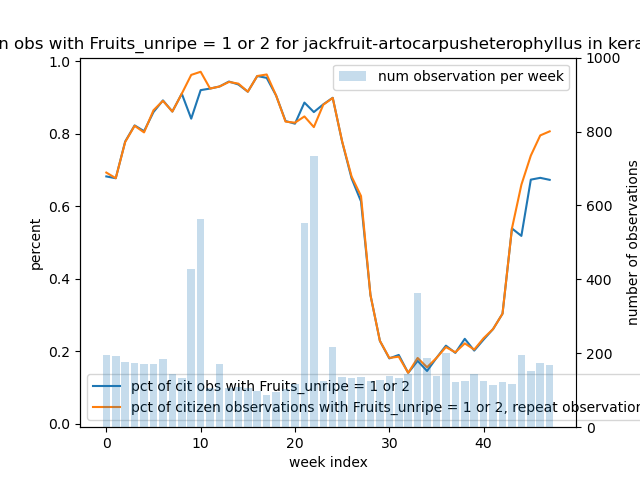 n obs with Fruits_unripe = 1 or 2 for jackfruit-artocarpusheterophyllus in kera
num observation per week
1.0
0.8
0.6
0.4
0.2
0.0
percent
1000
800
600
400
200
0
number of observations
pct of cit obs with Fruits_unripe = 1 or 2
pct of citizen observations with Fruits_unripe = 1 or 2, repeat observation
0
10
20
30
40
week index